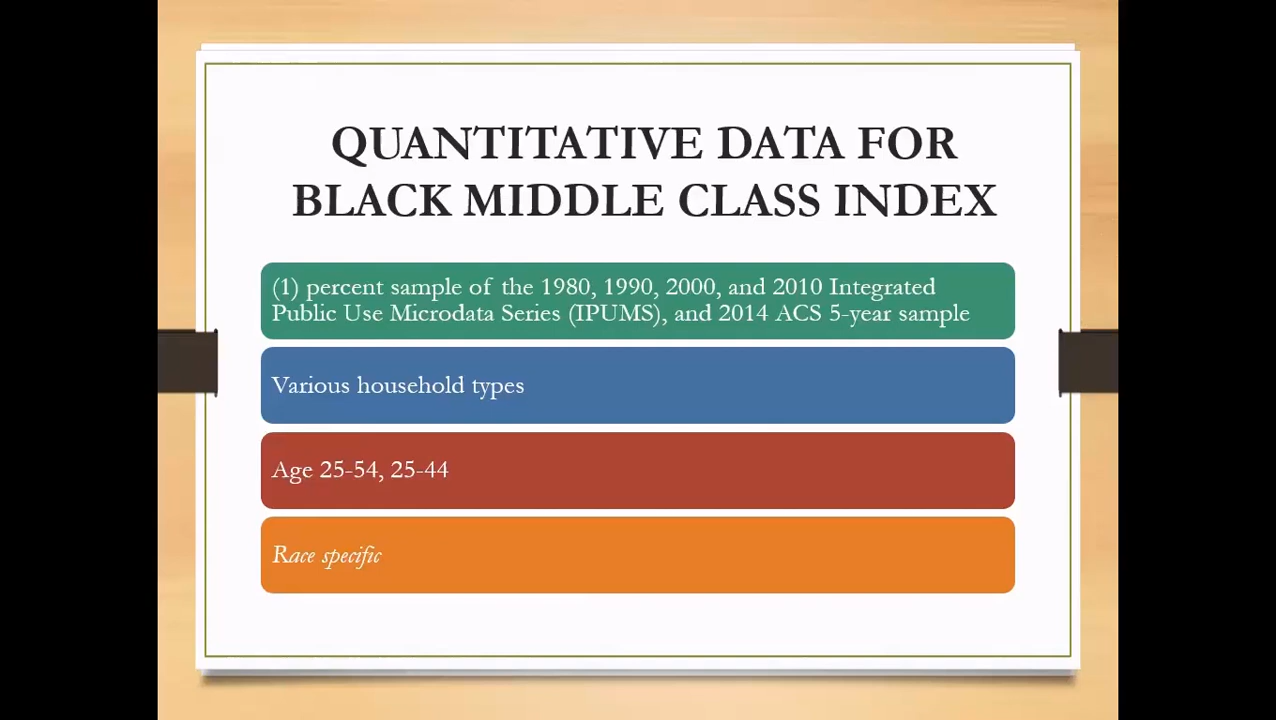 QUANTITATIVE DATA FOR
BLACK MIDDLE CLASS INDEX
(1) percent sample of the 1980, 1990, 2000, and 2010 Integrated
Public Use Microdata Series (IPUMS), and 2014 ACS 5-year sample
Various household types
Age 25-54, 25-44
Race specific